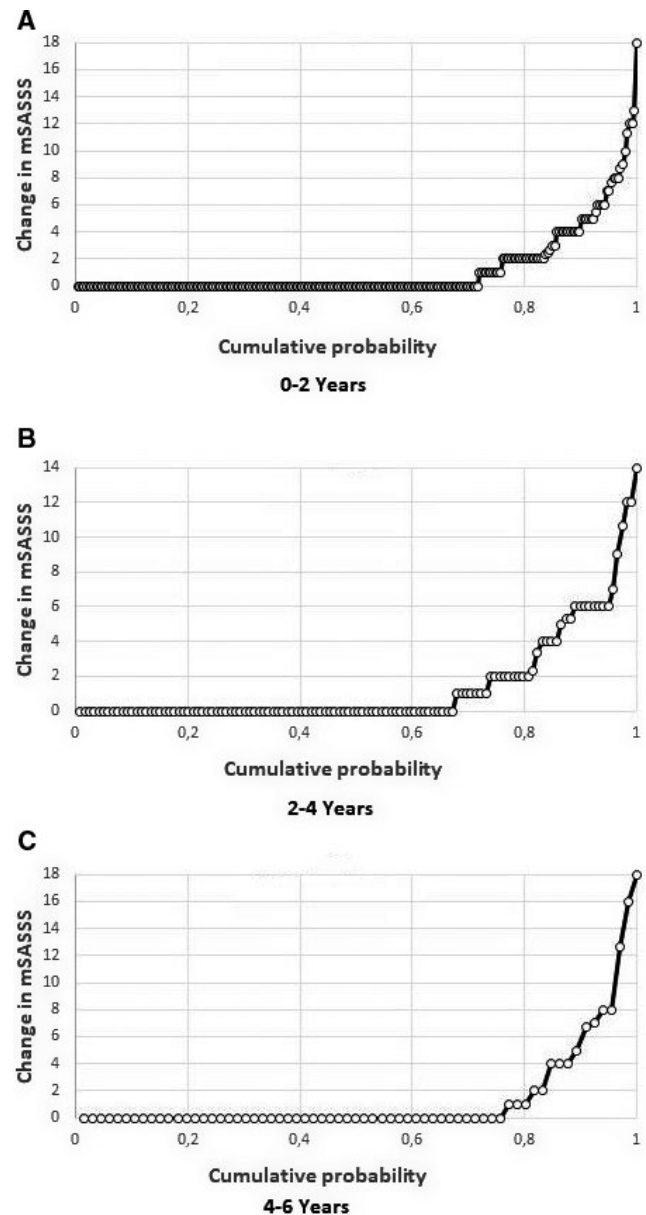 A
Change in mSASSS
18
16
14
12
10
8
6
4
2
0
0 0,2 0,4 0,6 0,8 1
Cumulative probability
0-2 Years
B
Change in mSASSS
14
12
10
8
6
4
2
0
0 0,2 0,4 0,6 0,8 1
Cumulative probability
2-4 Years
C
Change in mSASSS
18
16
14
12
10
8
6
4
2
0
0 0,2 0,4 0,6 0,8 1
Cumulative probability
4-6 Years